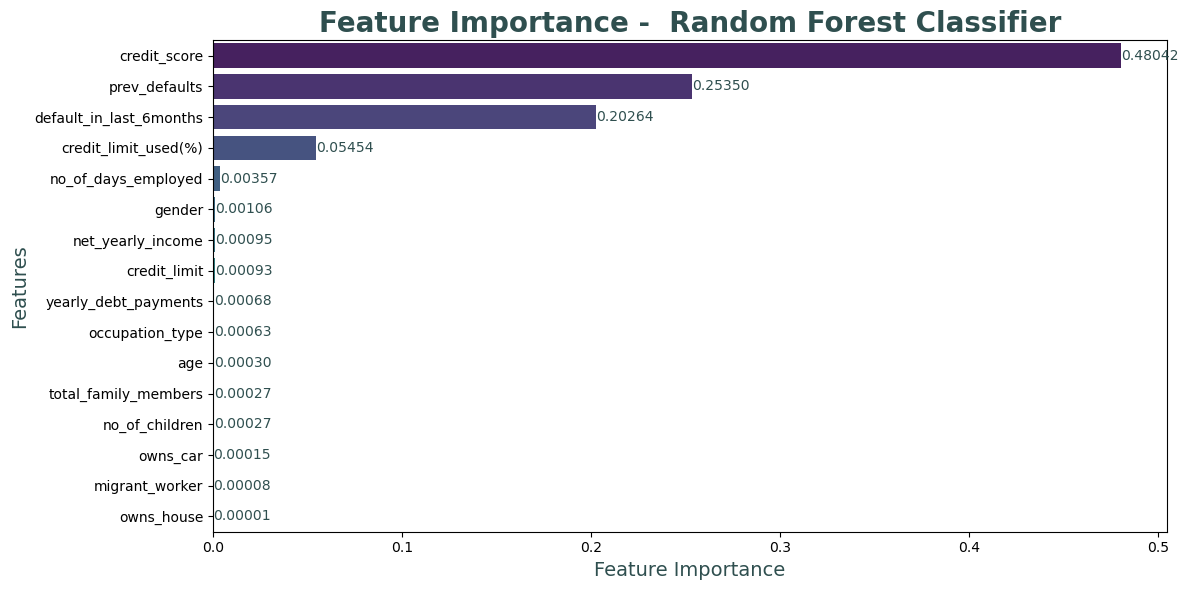 Feature Importance -  Random Forest Classifier
credit_score 0.48042
prev_defaults 0.25350
default_in_last_6months 0.20264
credit_limit_used(%) 0.05454
no_of_days_employed 0.00357
gender 0.00106
net_yearly_income 0.00095
credit_limit 0.00093
yearly_debt_payments 0.00068
occupation_type 0.00063
age 0.00030
total_family_members 0.00027
no_of_children 0.00027
owns_car 0.00015
migrant_worker 0.00008
owns_house 0.00001
Features
0.0 0.1 0.2 0.3 0.4 0.5
Feature Importance